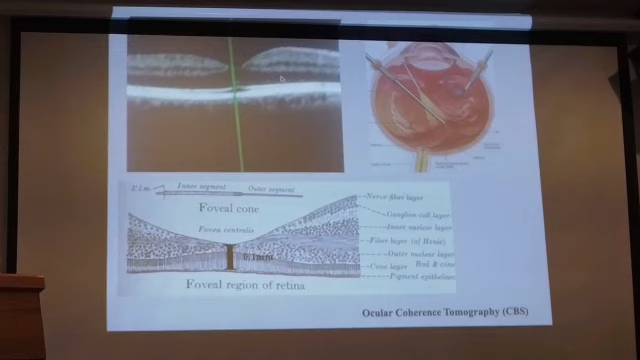 E.l.m.
Inner segment
Outer segment
Foveal cone
Fovea centralis
0.1mm
Nerve fiber layer
Ganglion cell layer
Inner nuclear layer
Fiber layer (of Henle)
Outer nuclear layer
Cone layer
Rod & cone
Pigment epithelium
Foveal region of retina
Ocular Coherence Tomography (CBS)